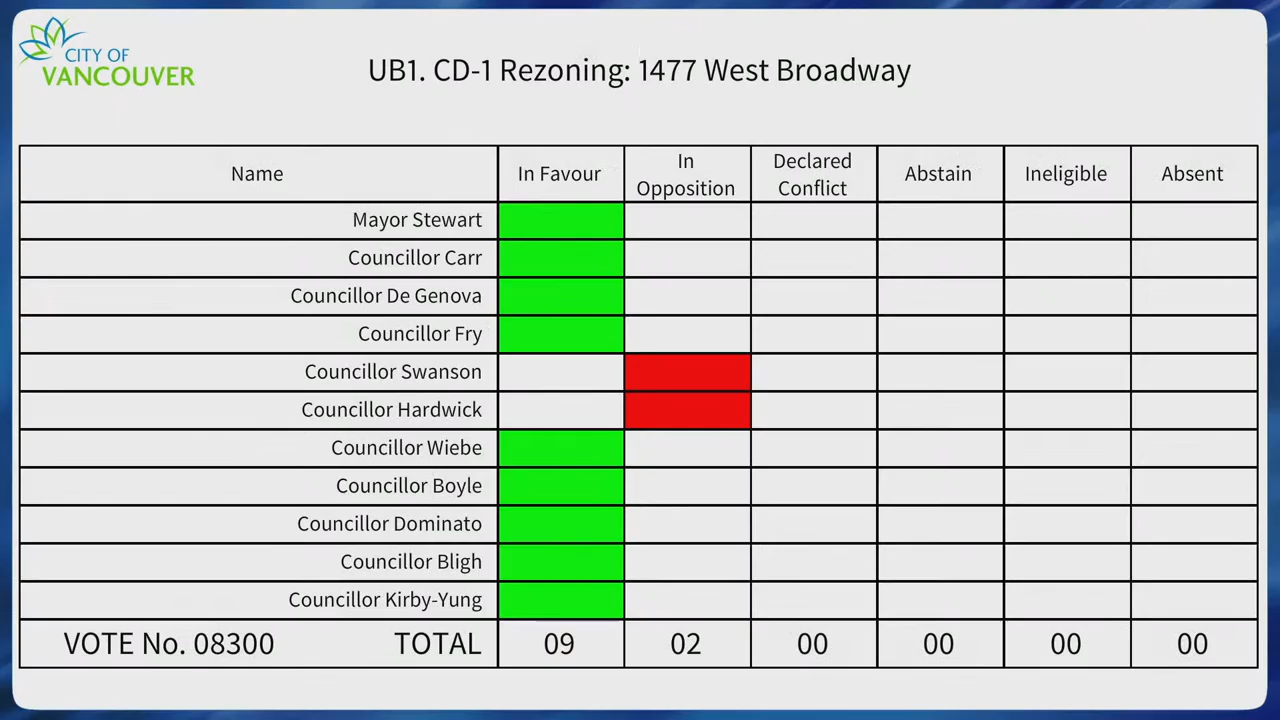 CITY OF
VANCOUVER
UB1. CD-1 Rezoning: 1477 West Broadway
Name In Favour In Opposition Declared Conflict Abstain Ineligible Absent
Mayor Stewart
Councillor Carr
Councillor De Genova
Councillor Fry
Councillor Swanson
Councillor Hardwick
Councillor Wiebe
Councillor Boyle
Councillor Dominato
Councillor Bligh
Councillor Kirby-Yung
VOTE No. 08300 TOTAL 09 02 00 00 00 00